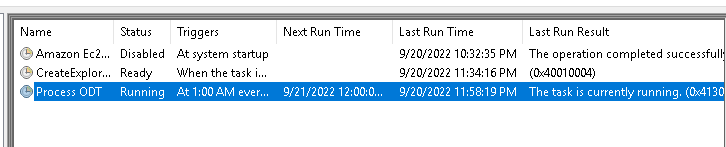 Name Status Triggers Next Run Time Last Run Time Last Run Result
Amazon Ec2... Disabled At system startup 9/20/2022 10:32:35 PM The operation completed successfully
CreateExplor... Ready When the task i... 9/20/2022 11:34:16 PM (0x40010004)
Process ODT Running At 1:00 AM ever... 9/21/2022 12:00:0... 9/20/2022 11:58:19 PM The task is currently running. (0x4130